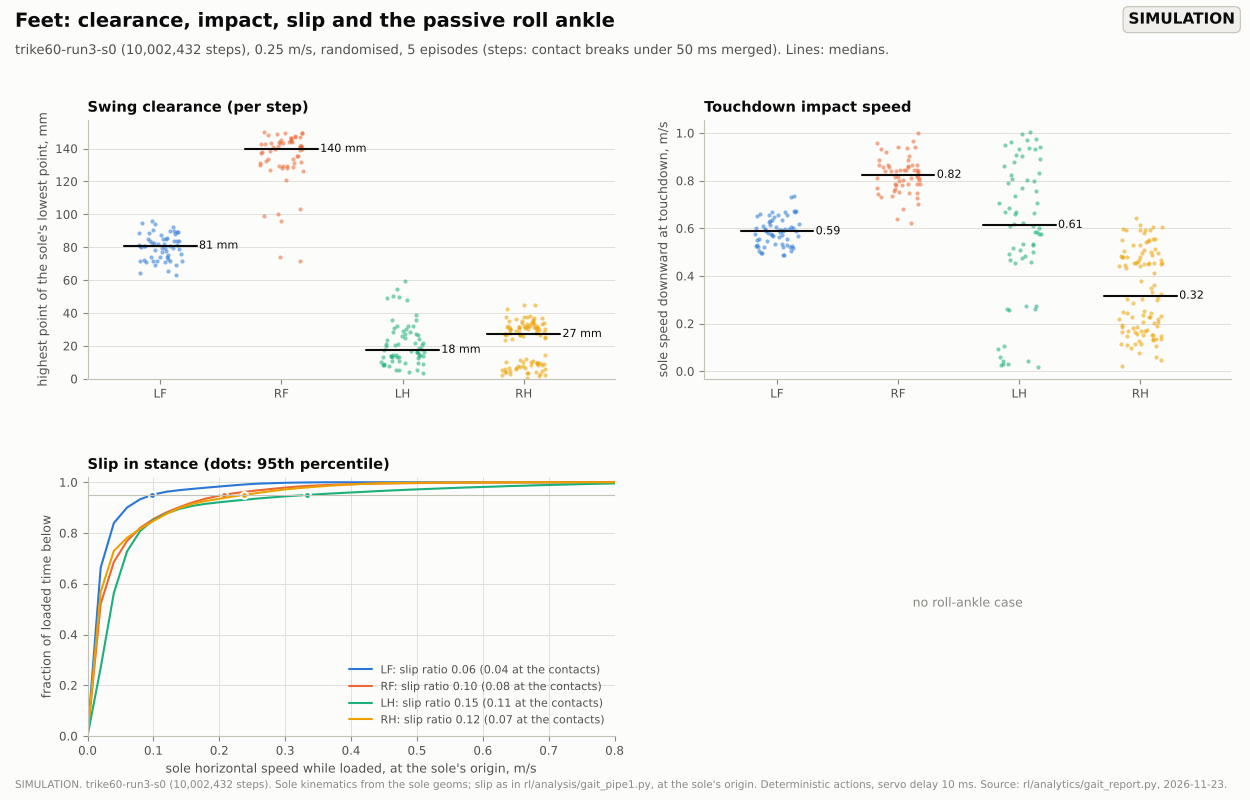 Feet: clearance, impact, slip and the passive roll ankle
SIMULATION
trike60-run3-s0 (10,002,432 steps), 0.25 m/s, randomised, 5 episodes (steps: contact breaks under 50 ms merged). Lines: medians.
Swing clearance (per step)
highest point of the sole's lowest point, mm
140
120
100
80
60
40
20
0
81 mm
140 mm
18 mm
27 mm
LF
RF
LH
RH
Touchdown impact speed
sole speed downward at touchdown, m/s
1.0
0.8
0.6
0.4
0.2
0.0
0.59
0.82
0.61
0.32
LF
RF
LH
RH
Slip in stance (dots: 95th percentile)
fraction of loaded time below
1.0
0.8
0.6
0.4
0.2
0.0
LF: slip ratio 0.06 (0.04 at the contacts)
RF: slip ratio 0.10 (0.08 at the contacts)
LH: slip ratio 0.15 (0.11 at the contacts)
RH: slip ratio 0.12 (0.07 at the contacts)
0.0 0.1 0.2 0.3 0.4 0.5 0.6 0.7 0.8
sole horizontal speed while loaded, at the sole's origin, m/s
no roll-ankle case
SIMULATION. trike60-run3-s0 (10,002,432 steps). Sole kinematics from the sole geoms; slip as in rl/analysis/gait_pipe1.py, at the sole's origin. Deterministic actions, servo delay 10 ms. Source: rl/analytics/gait_report.py, 2026-11-23.